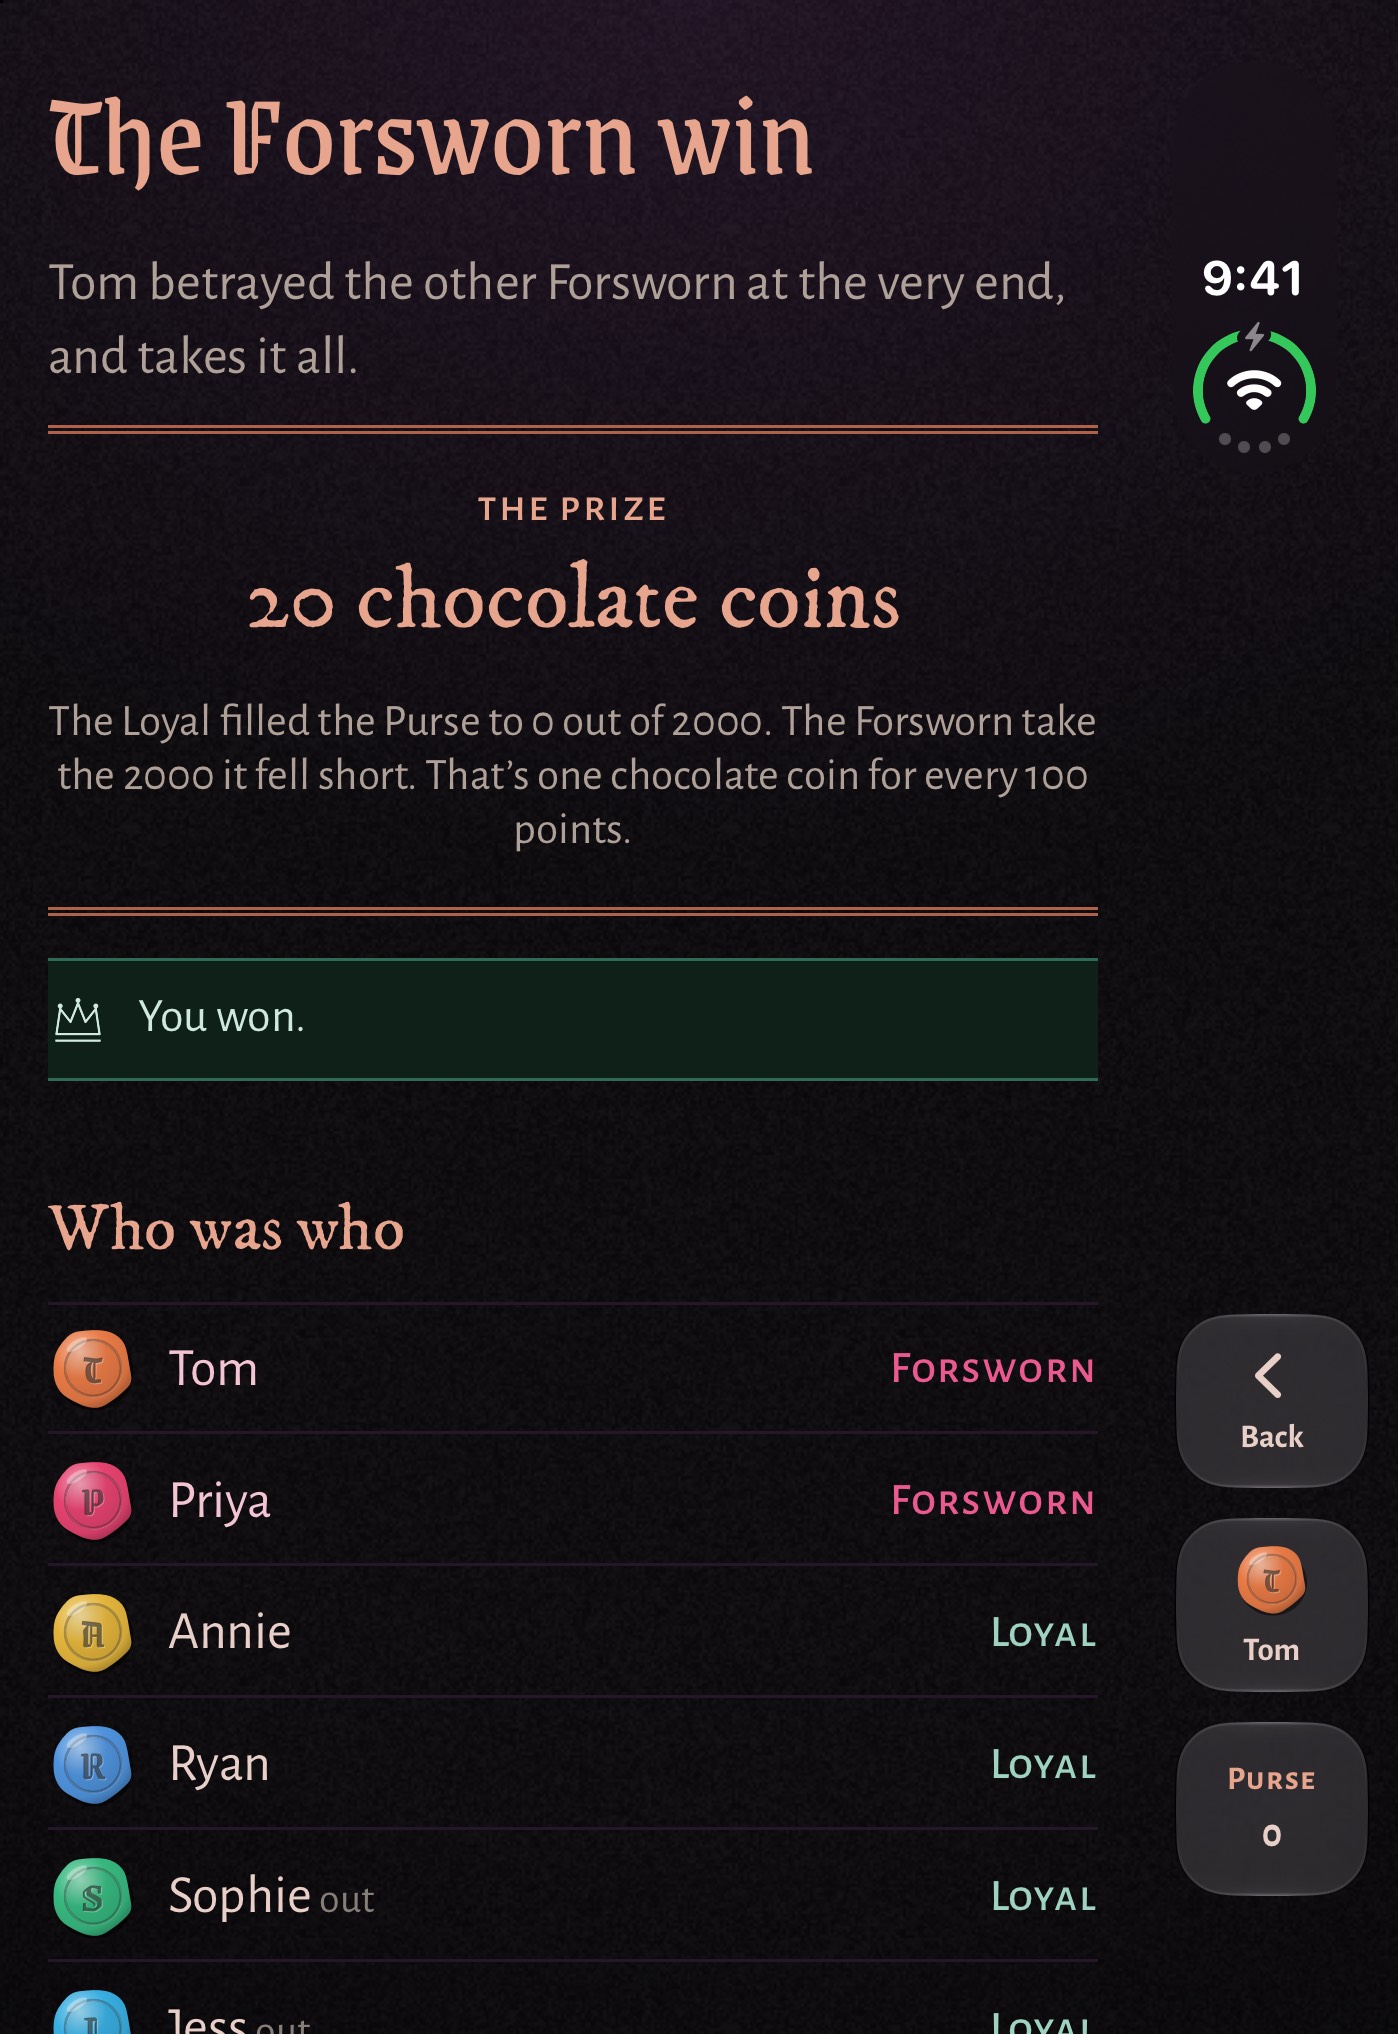 The Forsworn win
9:41
Tom betrayed the other Forsworn at the very end,
and takes it all.
THE PRIZE
20 chocolate coins
The Loyal filled the Purse to 0 out of 2000. The Forsworn take
the 2000 it fell short. That’s one chocolate coin for every 100
points.
You won.
Who was who
T Tom FORSWORN
P Priya FORSWORN
A Annie LOYAL
R Ryan LOYAL
S Sophie out LOYAL
J Jess out LOYAL
Back
T
Tom
PURSE
0